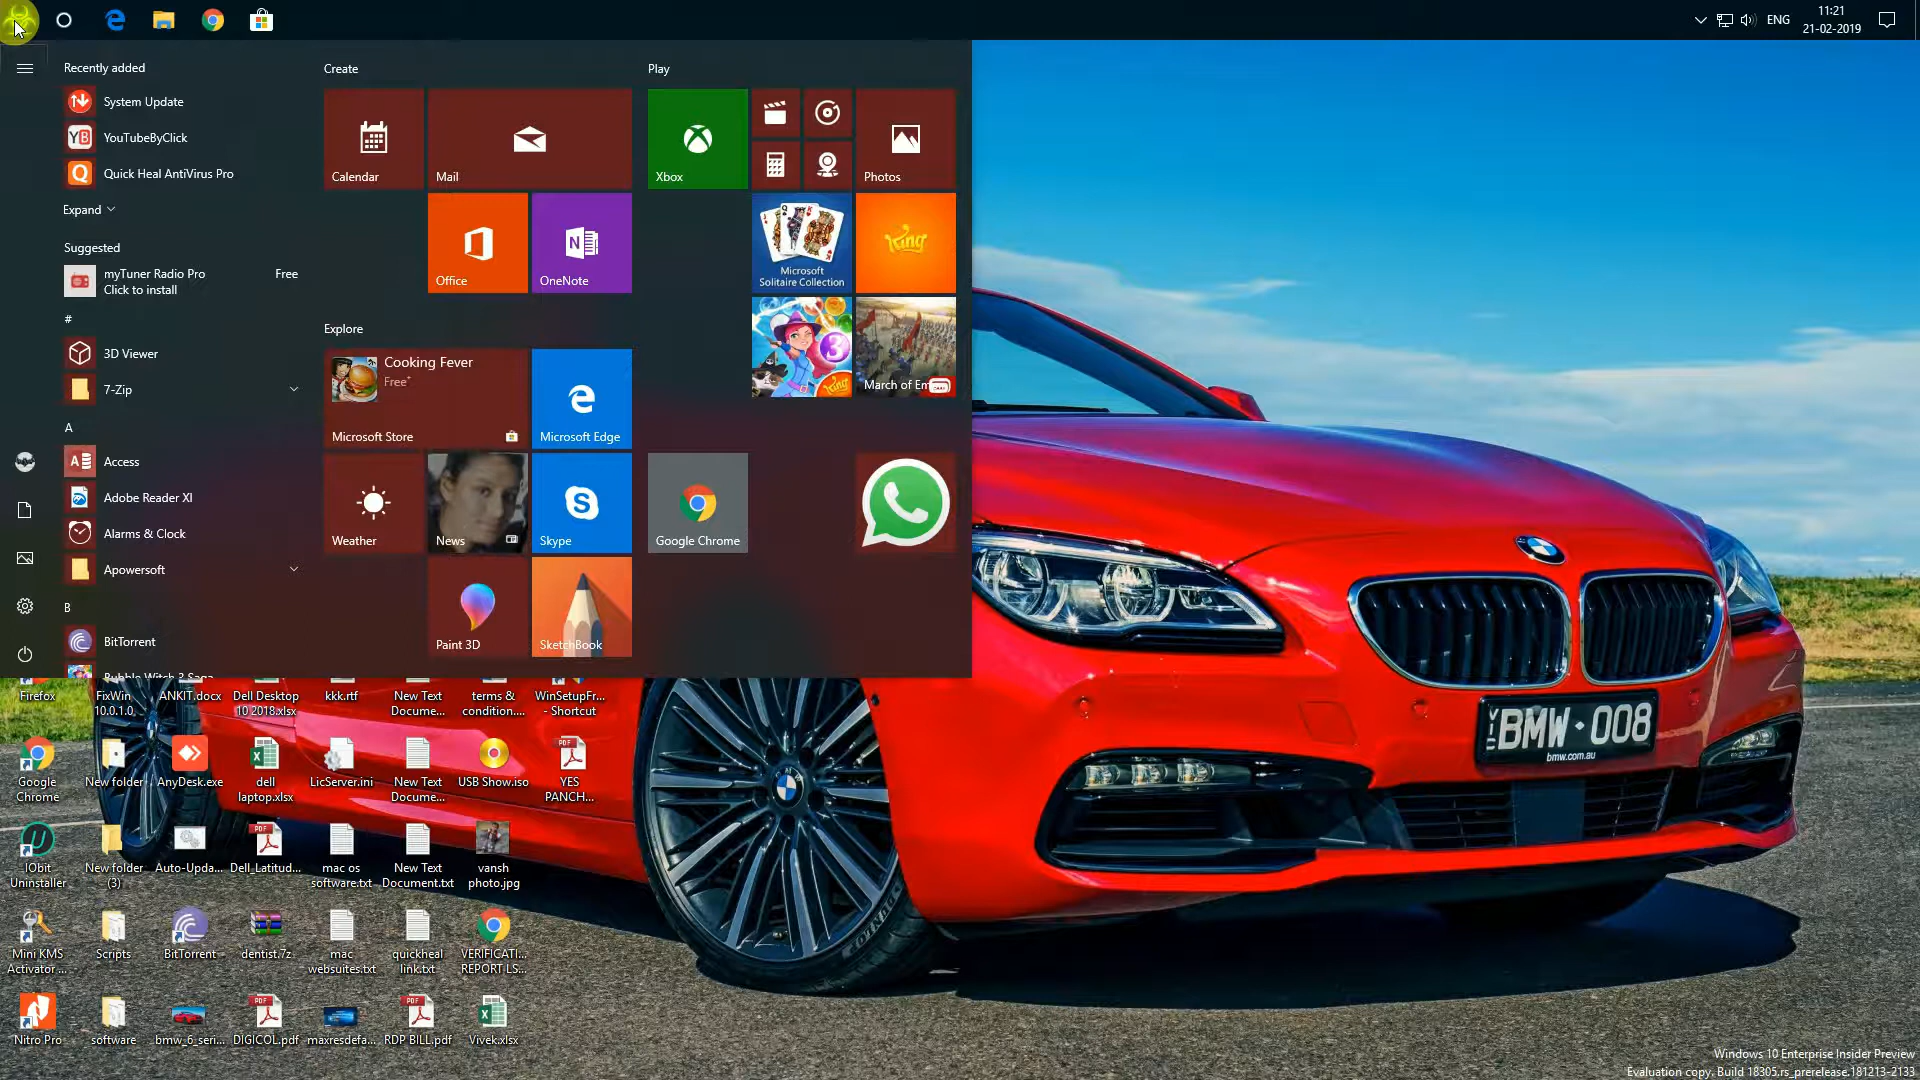 ENG
11:21
21-02-2019
Recently added
System Update
YouTubeByClick
Quick Heal AntiVirus Pro
Expand
Suggested
myTuner Radio Pro
Free
Click to install
#
3D Viewer
7-Zip
A
Access
Adobe Reader XI
Alarms & Clock
Apowersoft
B
BitTorrent
Bubble Witch 3 Saga
Create
Calendar
Mail
Office
OneNote
Explore
Cooking Fever
Free*
Microsoft Store
Microsoft Edge
Weather
News
Skype
Paint 3D
SketchBook
Play
Xbox
Photos
Microsoft
Solitaire Collection
King
3
King
March of Em
Google Chrome
Firefox
FixWin
10.0.1.0
ANKIT.docx
Dell Desktop
10 2018.xlsx
kkk.rtf
New Text
Docume...
terms &
condition....
WinSetupFr...
- Shortcut
Google
Chrome
New folder
AnyDesk.exe
dell
laptop.xlsx
LicServer.ini
New Text
Docume...
USB Show.iso
YES
PANCH...
IObit
Uninstaller
New folder
(3)
Auto-Upda...
Dell_Latitud...
mac os
software.txt
New Text
Document.txt
vansh
photo.jpg
Mini KMS
Activator ...
Scripts
BitTorrent
dentist.7z
mac
websuites.txt
quickheal
link.txt
VERIFICATI...
REPORT LS...
Nitro Pro
software
bmw_6_seri...
DIGICOL.pdf
maxresdefa...
RDP BILL.pdf
Vivek.xlsx
BMW·008
bmw.com.au
Windows 10 Enterprise Insider Preview
Evaluation copy. Build 18305.rs_prerelease.181213-2133